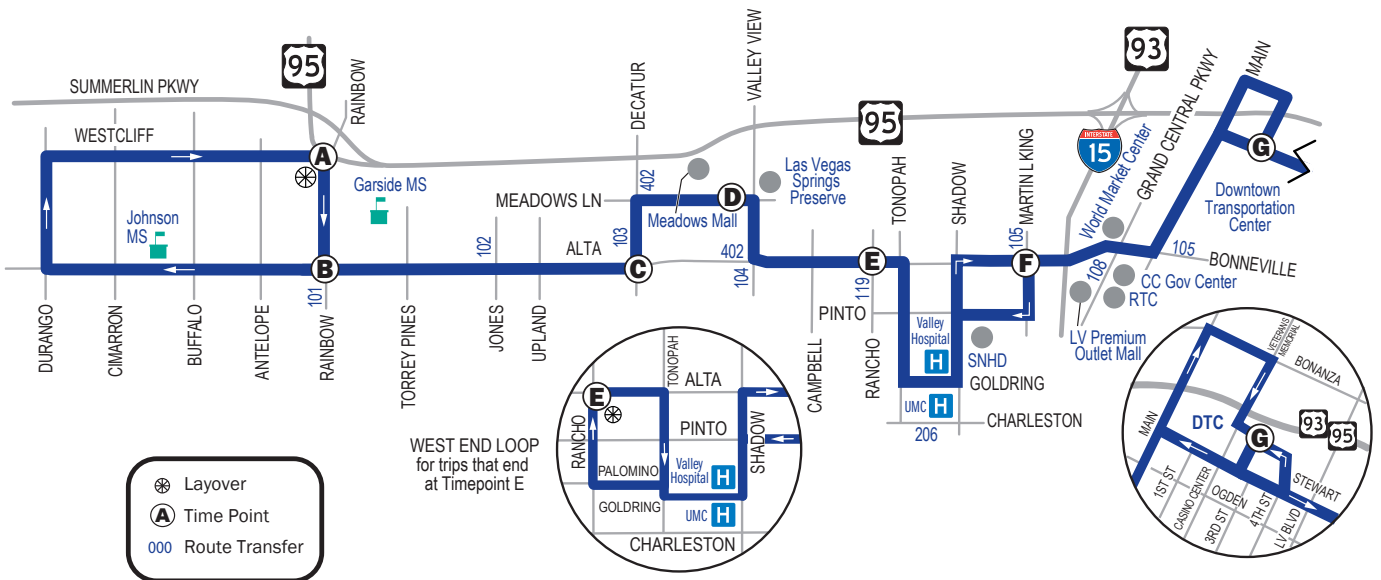 SUMMERLIN PKWY
95
RAINBOW
DECATUR
VALLEY VIEW
95
93
INTERSTATE
15
GRAND CENTRAL PKWY
MAIN
WESTCLIFF
A
Garside MS
Johnson
MS
402
MEADOWS LN
Meadows Mall
D
Las Vegas
Springs
Preserve
TONOPAH
SHADOW
MARTIN L KING
World Market Center
G
Downtown
Transportation
Center
B
101
102
ALTA
103
C
402
104
E
119
105
F
108
105
BONNEVILLE
CC Gov Center
RTC
LV Premium
Outlet Mall
DURANGO
CIMARRON
BUFFALO
ANTELOPE
RAINBOW
TORREY PINES
JONES
UPLAND
CAMPBELL
RANCHO
PINTO
Valley
Hospital
H
SNHD
GOLDRING
UMC
H
CHARLESTON
206
WEST END LOOP
for trips that end
at Timepoint E
E
TONOPAH
ALTA
RANCHO
PINTO
SHADOW
PALOMINO
Valley
Hospital
H
GOLDRING
UMC
H
CHARLESTON
VETERANS
MEMORIAL
BONANZA
MAIN
DTC
G
93
95
1ST ST
CASINO CENTER
OGDEN
3RD ST
4TH ST
STEWART
LV BLVD
Layover
A Time Point
000 Route Transfer